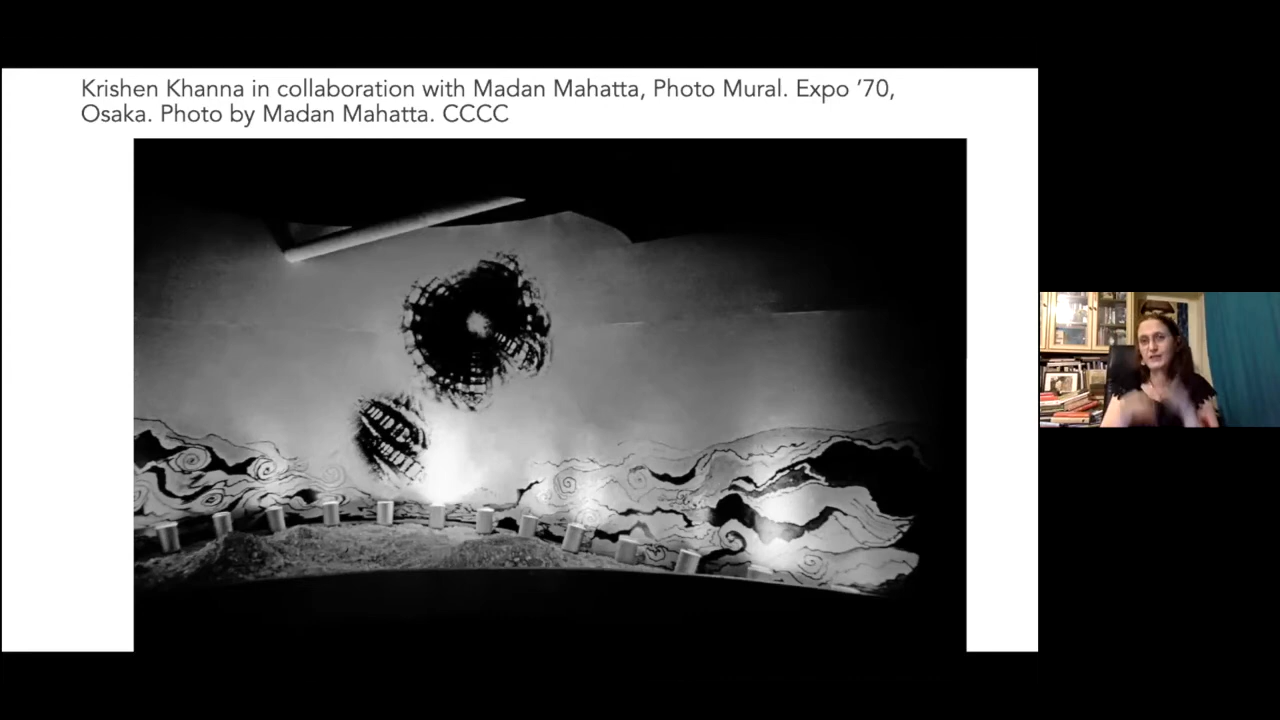 Krishen Khanna in collaboration with Madan Mahatta, Photo Mural. Expo ’70,
Osaka. Photo by Madan Mahatta. CCCC